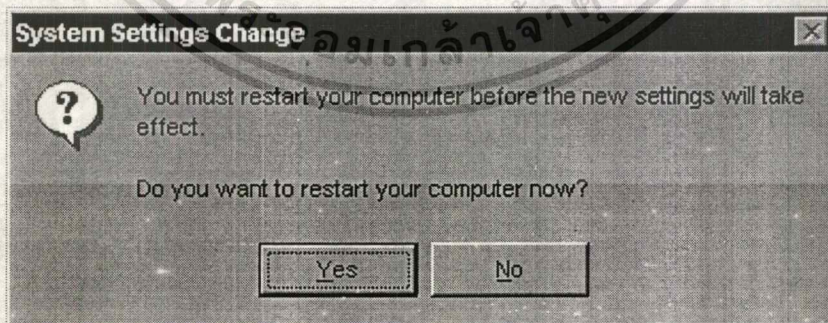 System Settings Change
You must restart your computer before the new settings will take
effect.
Do you want to restart your computer now?
Yes
No